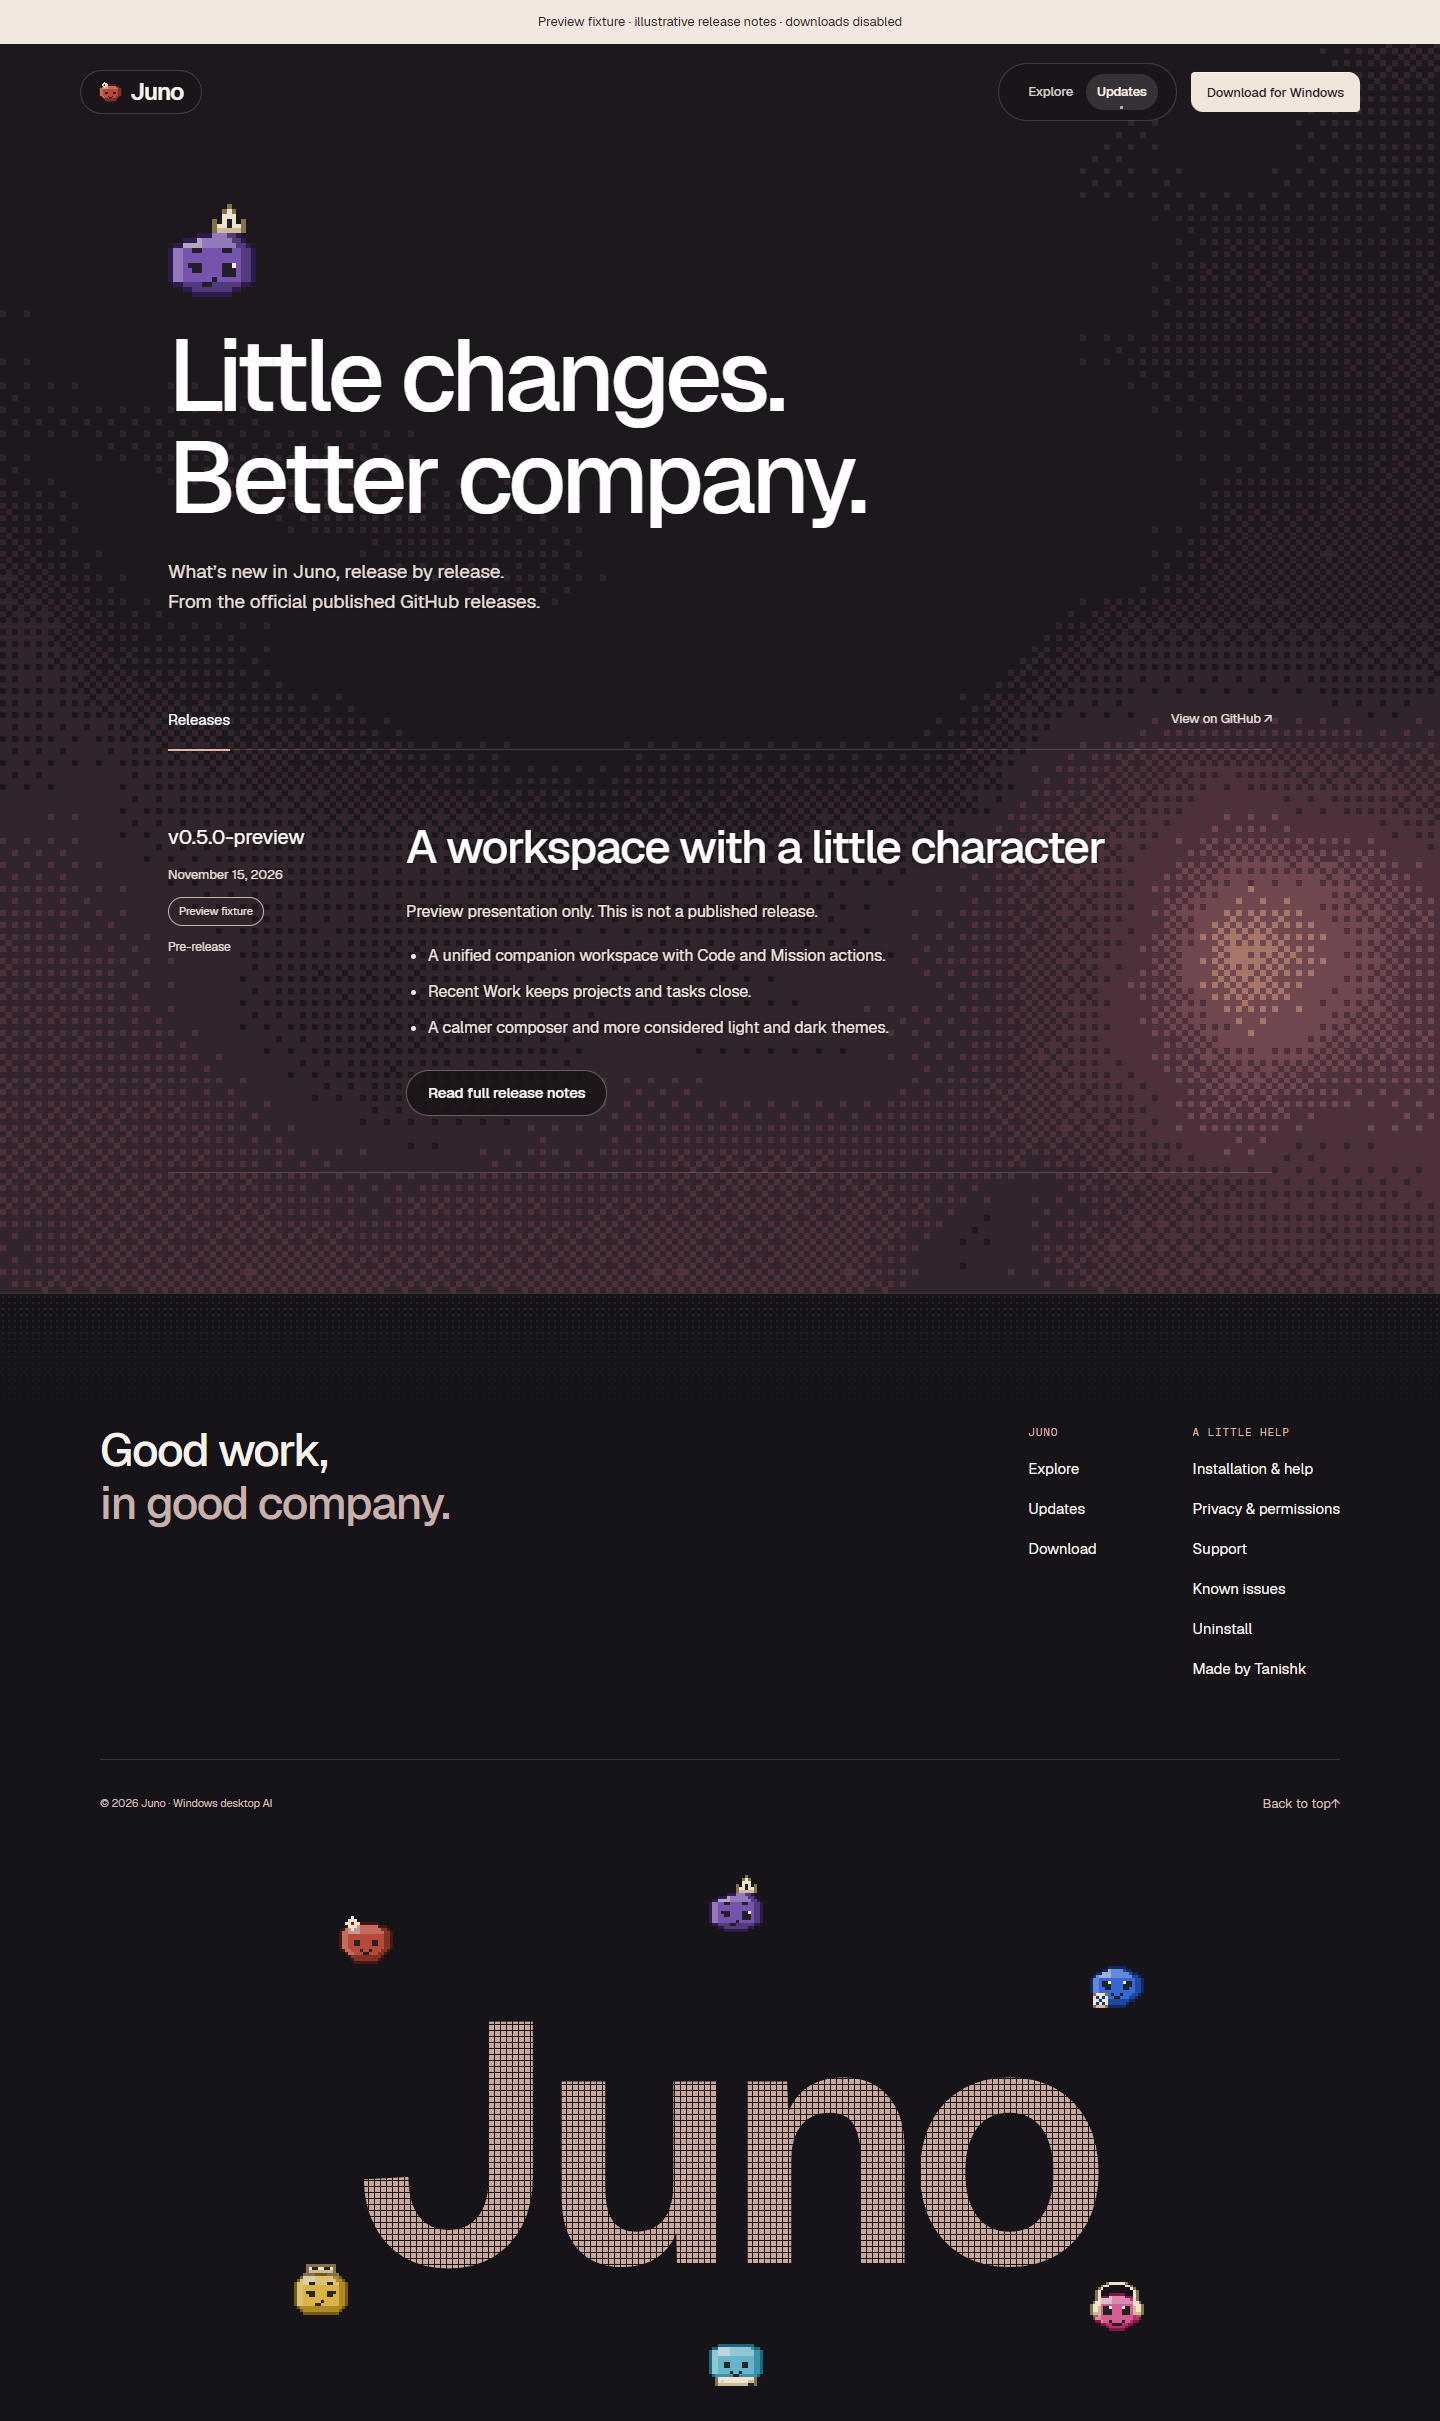 Preview fixture · illustrative release notes · downloads disabled
Juno
Explore
Updates
Download for Windows
Little changes.
Better company.
What’s new in Juno, release by release.
From the official published GitHub releases.
Releases
View on GitHub ↗
v0.5.0-preview
November 15, 2026
Preview fixture
Pre-release
A workspace with a little character
Preview presentation only. This is not a published release.
• A unified companion workspace with Code and Mission actions.
• Recent Work keeps projects and tasks close.
• A calmer composer and more considered light and dark themes.
Read full release notes
Good work,
in good company.
JUNO
Explore
Updates
Download
A LITTLE HELP
Installation & help
Privacy & permissions
Support
Known issues
Uninstall
Made by Tanishk
© 2026 Juno · Windows desktop AI
Back to top↑
Juno